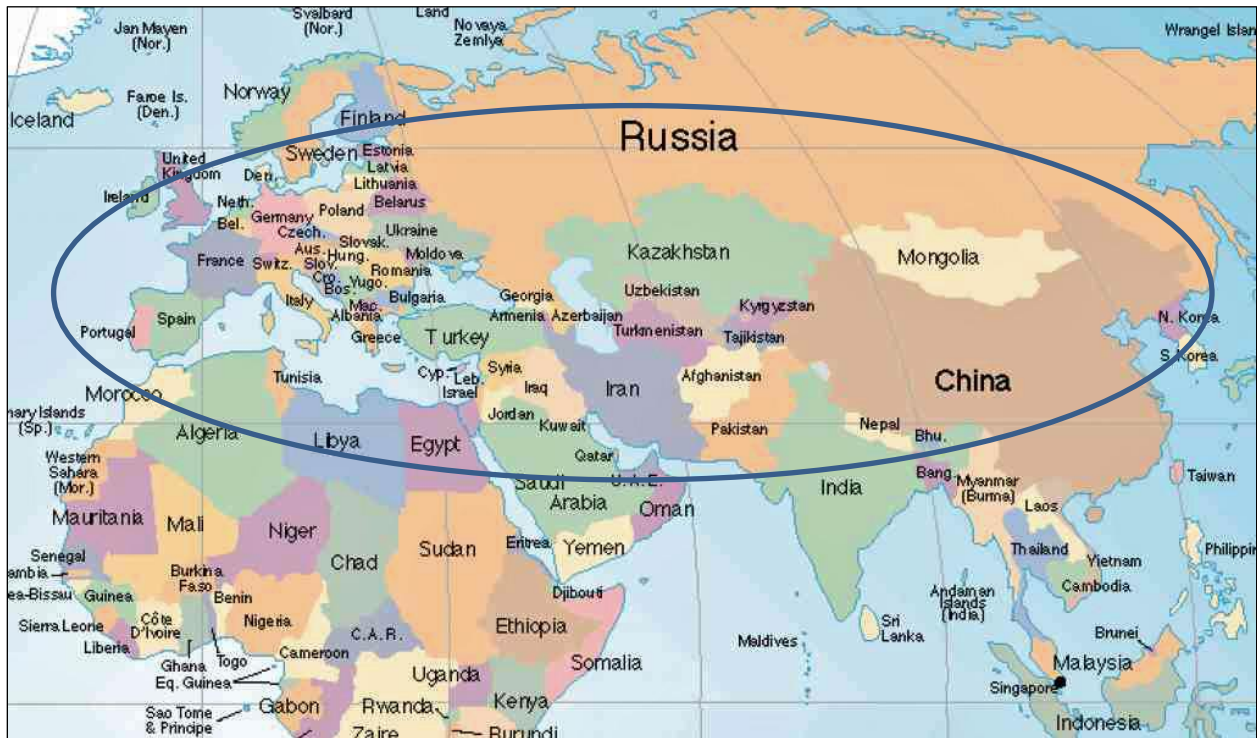 Jan Mayen
(Nor.)
Svalbard
(Nor.)
Land
Novaya
Zemlya
Wrangel Islan
Iceland
Faroe Is.
(Den.)
Norway
Finland
Sweden
Russia
Estonia
Latvia
Lithuania
Belarus
United
Kingdom
Ireland
Den.
Neth.
Bel.
Germany
Poland
Czech.
Ukraine
Slovak.
Aus.
Hung.
Moldova
France
Switz.
Slov.
Romania
Cro.
Yugo.
Bos.
Italy
Mac.
Bulgaria
Albania
Greece
Portugal
Spain
Kazakhstan
Mongolia
Georgia
Armenia
Azerbaijan
Uzbekistan
Kyrgyzstan
Turkmenistan
Tajikistan
N. Korea
S. Korea
Turkey
Cyp.
Leb.
Israel
Syria
Iraq
Iran
Afghanistan
China
Jordan
Kuwait
Pakistan
Nepal
Bhu.
Morocco
Tunisia
nary Islands
(Sp.)
Algeria
Libya
Egypt
Qatar
Saudi
Arabia
U.A.E.
Oman
India
Bang.
Myanmar
(Burma)
Laos
Taiwan
Western
Sahara
(Mor.)
Mauritania
Mali
Niger
Chad
Sudan
Eritrea
Yemen
Thailand
Vietnam
Cambodia
Philippin
Senegal
ambia
ea-Bissau
Guinea
Burkina
Faso
Benin
Nigeria
Djibouti
Sierra Leone
Liberia
Côte
D'Ivoire
Ghana
Togo
Cameroon
C.A.R.
Ethiopia
Somalia
Maldives
Sri
Lanka
Andaman
Islands
(India)
Brunei
Malaysia
Singapore
Indonesia
Eq. Guinea
Sao Tome
& Principe
Gabon
Uganda
Kenya
Rwanda
Zaire
Burundi